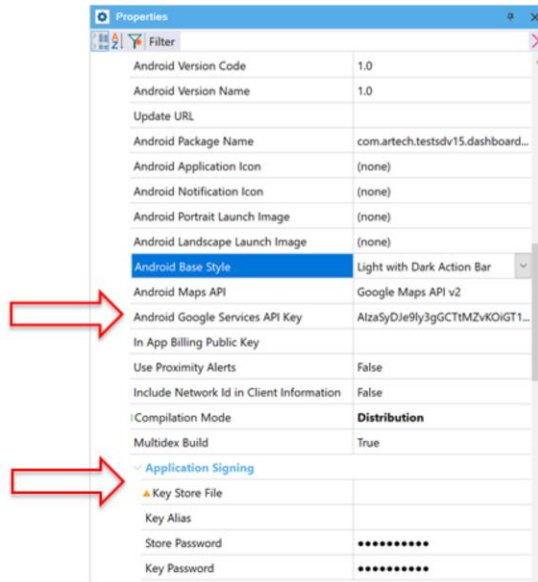 Properties
Filter
Android Version Code 1.0
Android Version Name 1.0
Update URL
Android Package Name com.artech.testsdv15.dashboard...
Android Application Icon (none)
Android Notification Icon (none)
Android Portrait Launch Image (none)
Android Landscape Launch Image (none)
Android Base Style Light with Dark Action Bar
Android Maps API Google Maps API v2
Android Google Services API Key AIzaSyDJe9Iy3gGCTtMZvKOiGT1...
In App Billing Public Key
Use Proximity Alerts False
Include Network Id in Client Information False
Compilation Mode Distribution
Multidex Build True
Application Signing
Key Store File
Key Alias
Store Password ●●●●●●●●●●
Key Password ●●●●●●●●●●